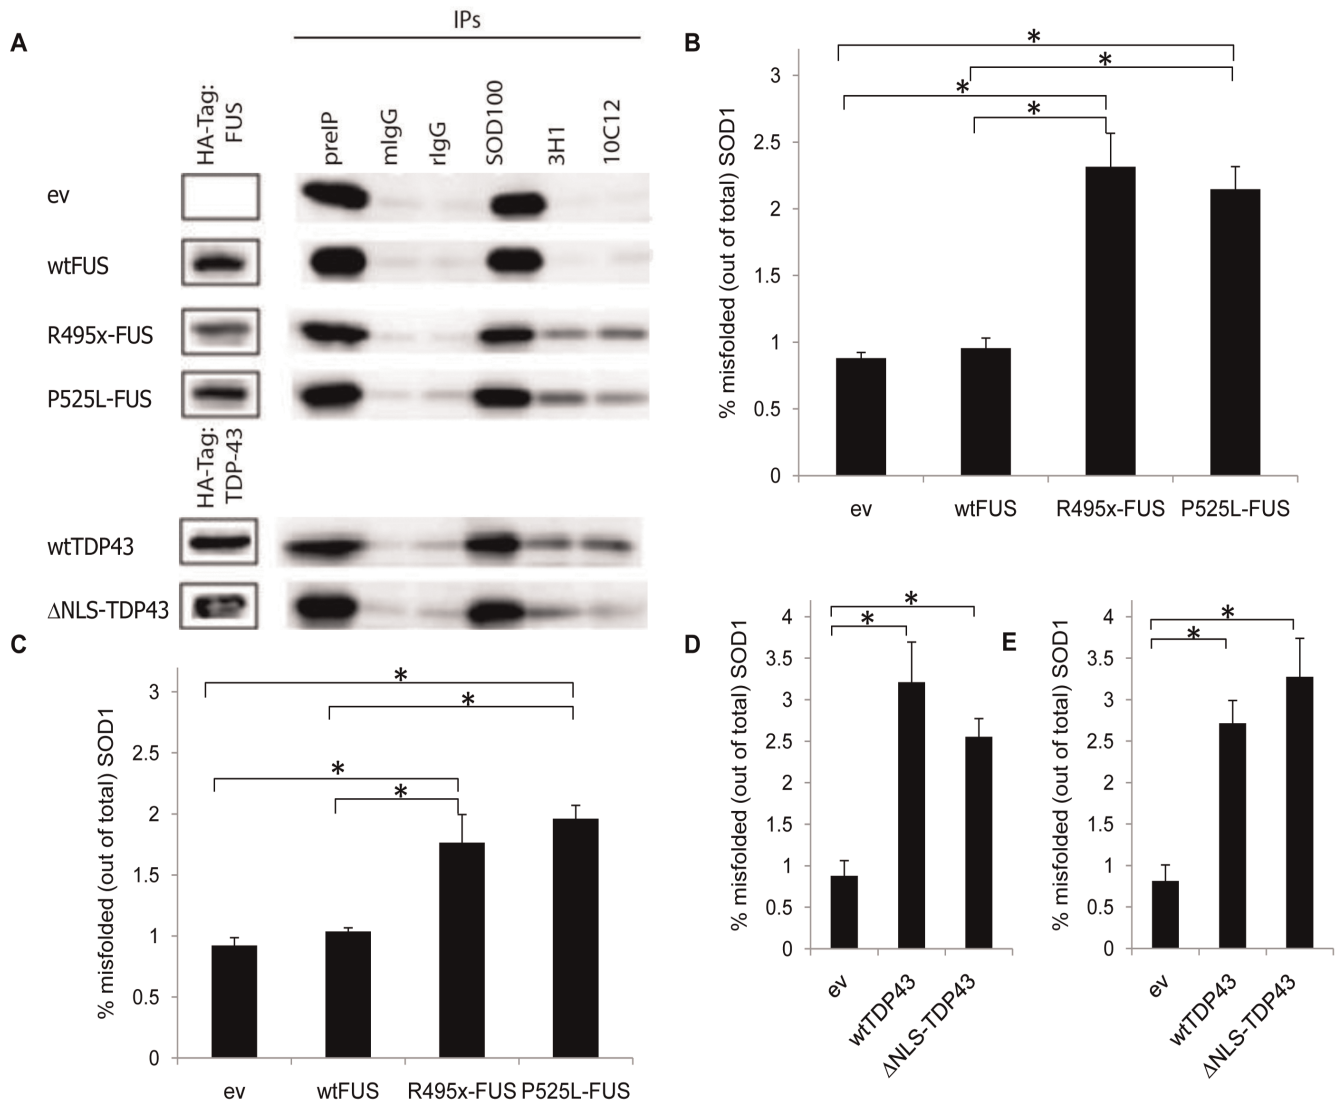 A
IPs
HA-Tag:
FUS
preIP
mIgG
rIgG
SOD100
3H1
10C12
ev
wtFUS
R495x-FUS
P525L-FUS
HA-Tag:
TDP-43
wtTDP43
ΔNLS-TDP43
B
% misfolded (out of total) SOD1
3
2.5
2
1.5
1
0.5
0
*
*
*
*
ev
wtFUS
R495x-FUS
P525L-FUS
C
% misfolded (out of total) SOD1
3
2.5
2
1.5
1
0.5
0
*
*
*
*
ev
wtFUS
R495x-FUS
P525L-FUS
D
% misfolded (out of total) SOD1
4
3.5
3
2.5
2
1.5
1
0.5
0
*
*
ev
wtTDP43
ΔNLS-TDP43
E
% misfolded (out of total) SOD1
4
3.5
3
2.5
2
1.5
1
0.5
0
*
*
ev
wtTDP43
ΔNLS-TDP43